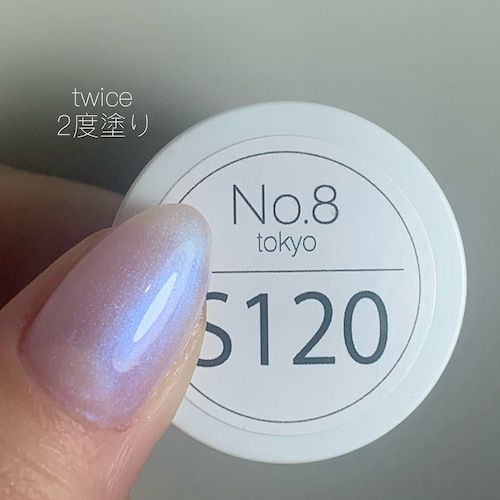 twice
2度塗り
No.8
tokyo
S120